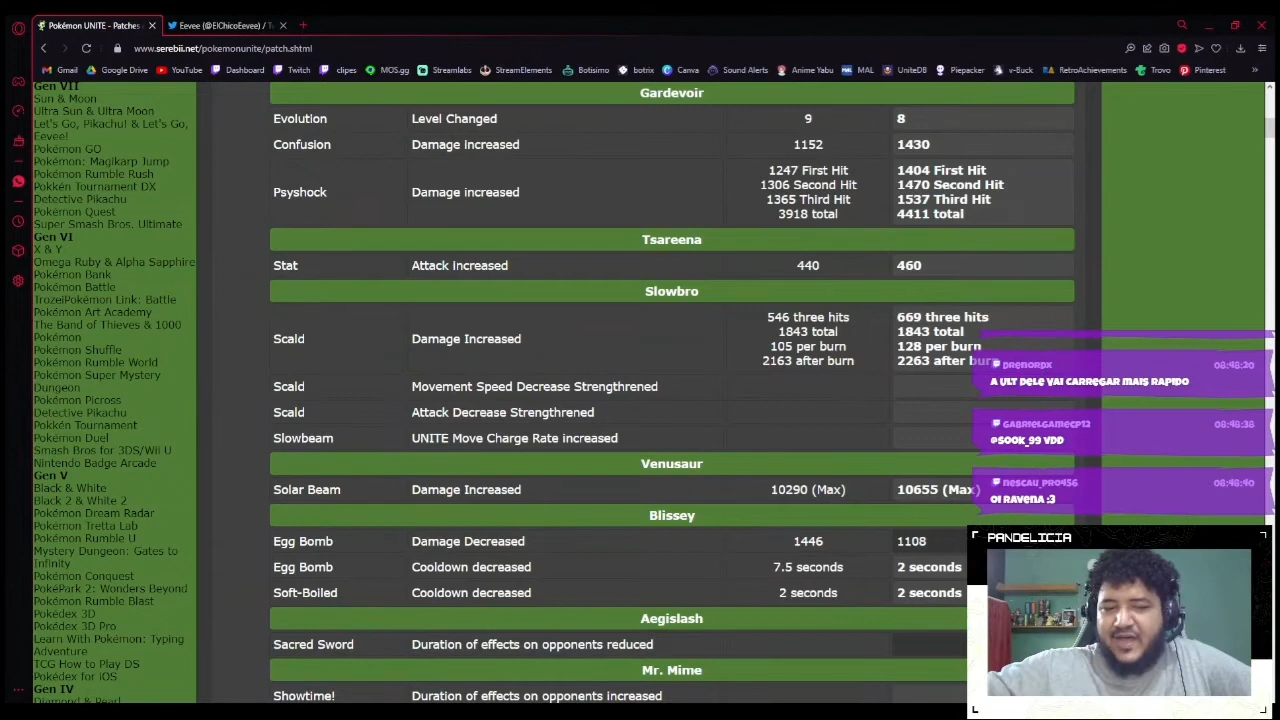 Pokémon UNITE - Patches
Eevee (@ElChicoEevee) / T
www.serebii.net/pokemonunite/patch.shtml
Gmail
Google Drive
YouTube
Dashboard
Twitch
clipes
MOS.gg
Streamlabs
StreamElements
Botisimo
botrix
Canva
Sound Alerts
Anime Yabu
MAL
UniteDB
Piepacker
v-Buck
RetroAchievements
Trovo
Pinterest
Gen VII
Sun & Moon
Ultra Sun & Ultra Moon
Let's Go, Pikachu! & Let's Go,
Eevee!
Pokémon GO
Pokémon: Magikarp Jump
Pokémon Rumble Rush
Pokkén Tournament DX
Detective Pikachu
Pokémon Quest
Super Smash Bros. Ultimate
Gen VI
X & Y
Omega Ruby & Alpha Sapphire
Pokémon Bank
Pokémon Battle
TrozeiPokémon Link: Battle
Pokémon Art Academy
The Band of Thieves & 1000
Pokémon
Pokémon Shuffle
Pokémon Rumble World
Pokémon Super Mystery
Dungeon
Pokémon Picross
Detective Pikachu
Pokkén Tournament
Pokémon Duel
Smash Bros for 3DS/Wii U
Nintendo Badge Arcade
Gen V
Black & White
Black 2 & White 2
Pokémon Dream Radar
Pokémon Tretta Lab
Pokémon Rumble U
Mystery Dungeon: Gates to
Infinity
Pokémon Conquest
PokéPark 2: Wonders Beyond
Pokémon Rumble Blast
Pokédex 3D
Pokédex 3D Pro
Learn With Pokémon: Typing
Adventure
TCG How to Play DS
Pokédex for iOS
Gen IV
Diamond & Pearl
Gardevoir
Evolution Level Changed 9 8
Confusion Damage increased 1152 1430
Psyshock Damage increased
1247 First Hit 1404 First Hit
1306 Second Hit 1470 Second Hit
1365 Third Hit 1537 Third Hit
3918 total 4411 total
Tsareena
Stat Attack Increased 440 460
Slowbro
Scald Damage Increased
546 three hits 669 three hits
1843 total 1843 total
105 per burn 128 per burn
2163 after burn 2263 after burn
Scald Movement Speed Decrease Strengthrened
Scald Attack Decrease Strengthrened
Slowbeam UNITE Move Charge Rate increased
Venusaur
Solar Beam Damage Increased 10290 (Max) 10655 (Max)
Blissey
Egg Bomb Damage Decreased 1446 1108
Egg Bomb Cooldown decreased 7.5 seconds 2 seconds
Soft-Boiled Cooldown decreased 2 seconds 2 seconds
Aegislash
Sacred Sword Duration of effects on opponents reduced
Mr. Mime
Showtime! Duration of effects on opponents increased
prenorpx 08:48:20
A ult dele vai carregar mais rapido
gabrielgamecp12 08:48:38
@sook_99 vdd
nescau_pro456 08:48:40
oi ravena :3
PANDELICIA